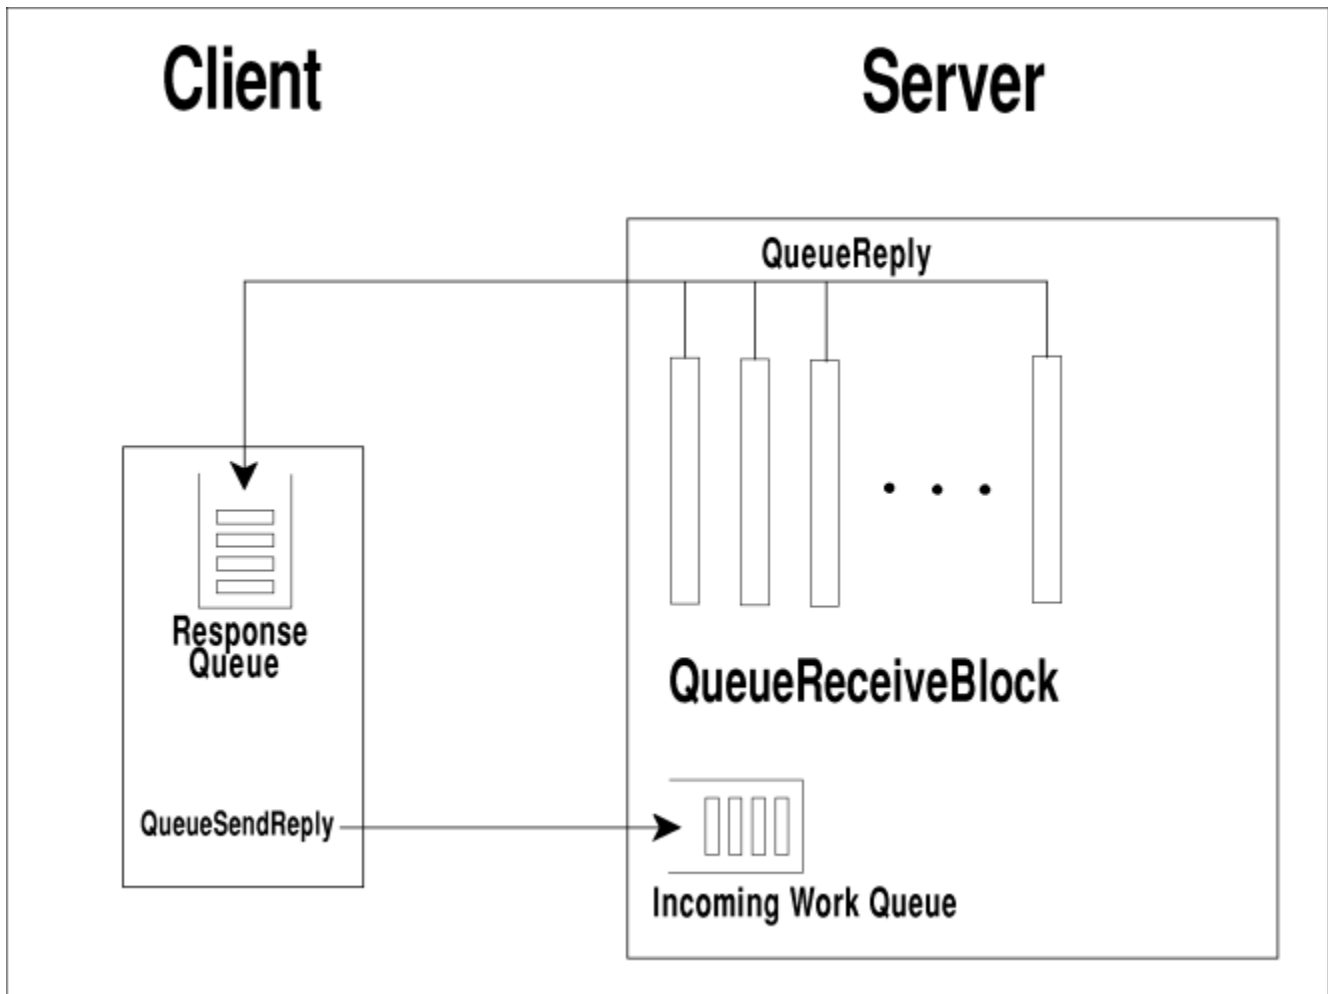 Client
Server
QueueReply
Response
Queue
QueueReceiveBlock
QueueSendReply
Incoming Work Queue